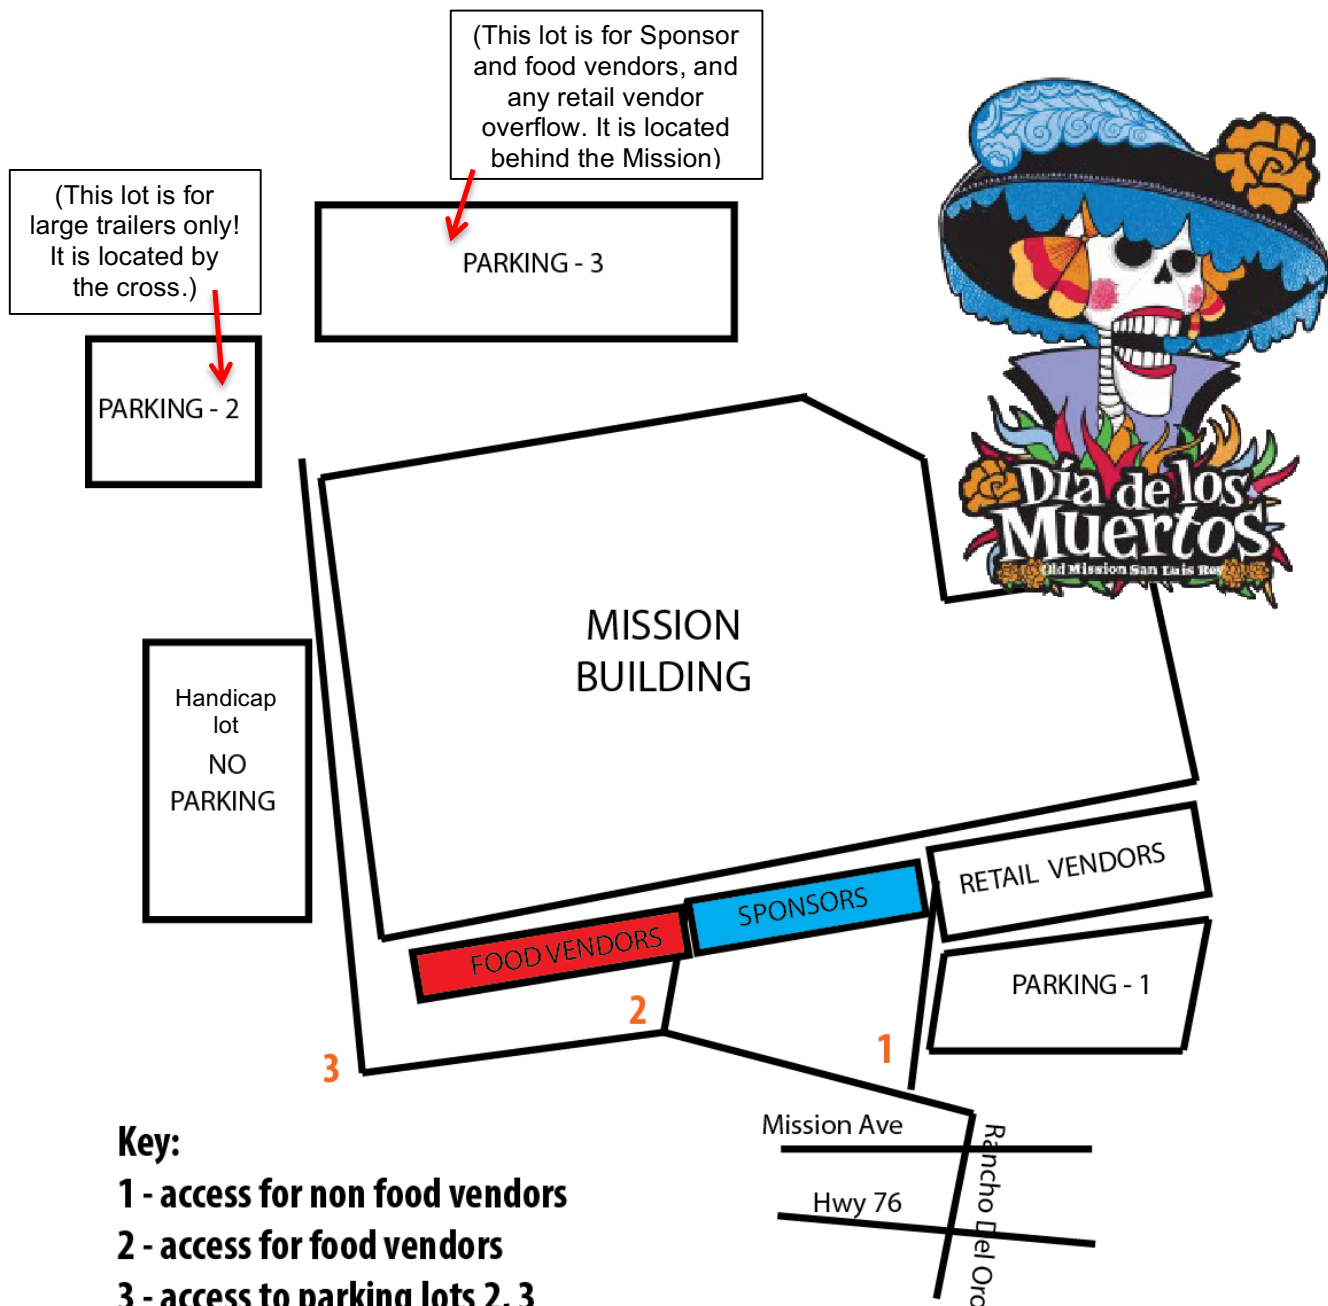 (This lot is for Sponsor
and food vendors, and
any retail vendor
overflow. It is located
behind the Mission)
(This lot is for
large trailers only!
It is located by
the cross.)
PARKING - 3
PARKING - 2
Día de los
Muertos
Old Mission San Luis Rey
MISSION
BUILDING
Handicap
lot
NO
PARKING
RETAIL VENDORS
SPONSORS
FOOD VENDORS
PARKING - 1
2
1
3
Mission Ave
Rancho Del Oro
Hwy 76
Key:
1 - access for non food vendors
2 - access for food vendors
3 - access to parking lots 2, 3